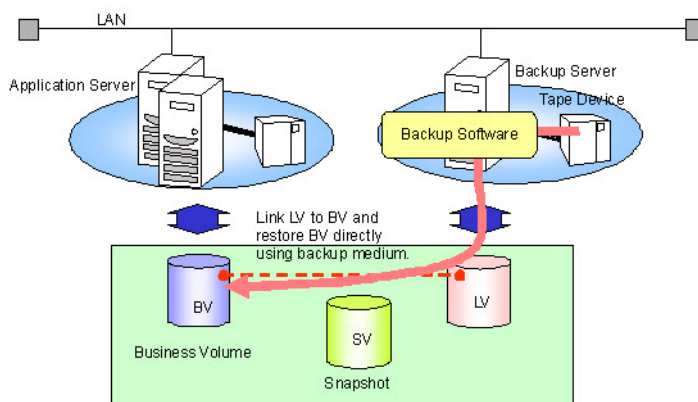 LAN
Application Server
Backup Server
Tape Device
Backup Software
Link LV to BV and
restore BV directly
using backup medium.
BV
LV
SV
Business Volume
Snapshot